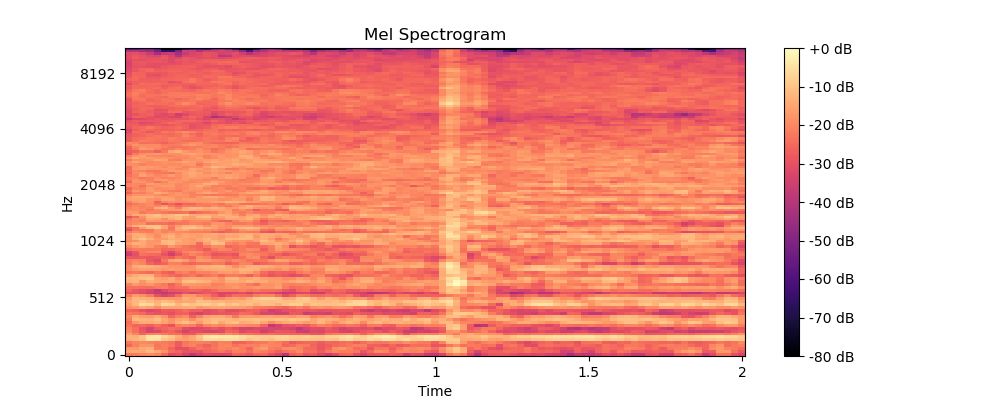 Mel Spectrogram
Hz
8192
4096
2048
1024
512
0
0
0.5
1
1.5
2
Time
+0 dB
-10 dB
-20 dB
-30 dB
-40 dB
-50 dB
-60 dB
-70 dB
-80 dB